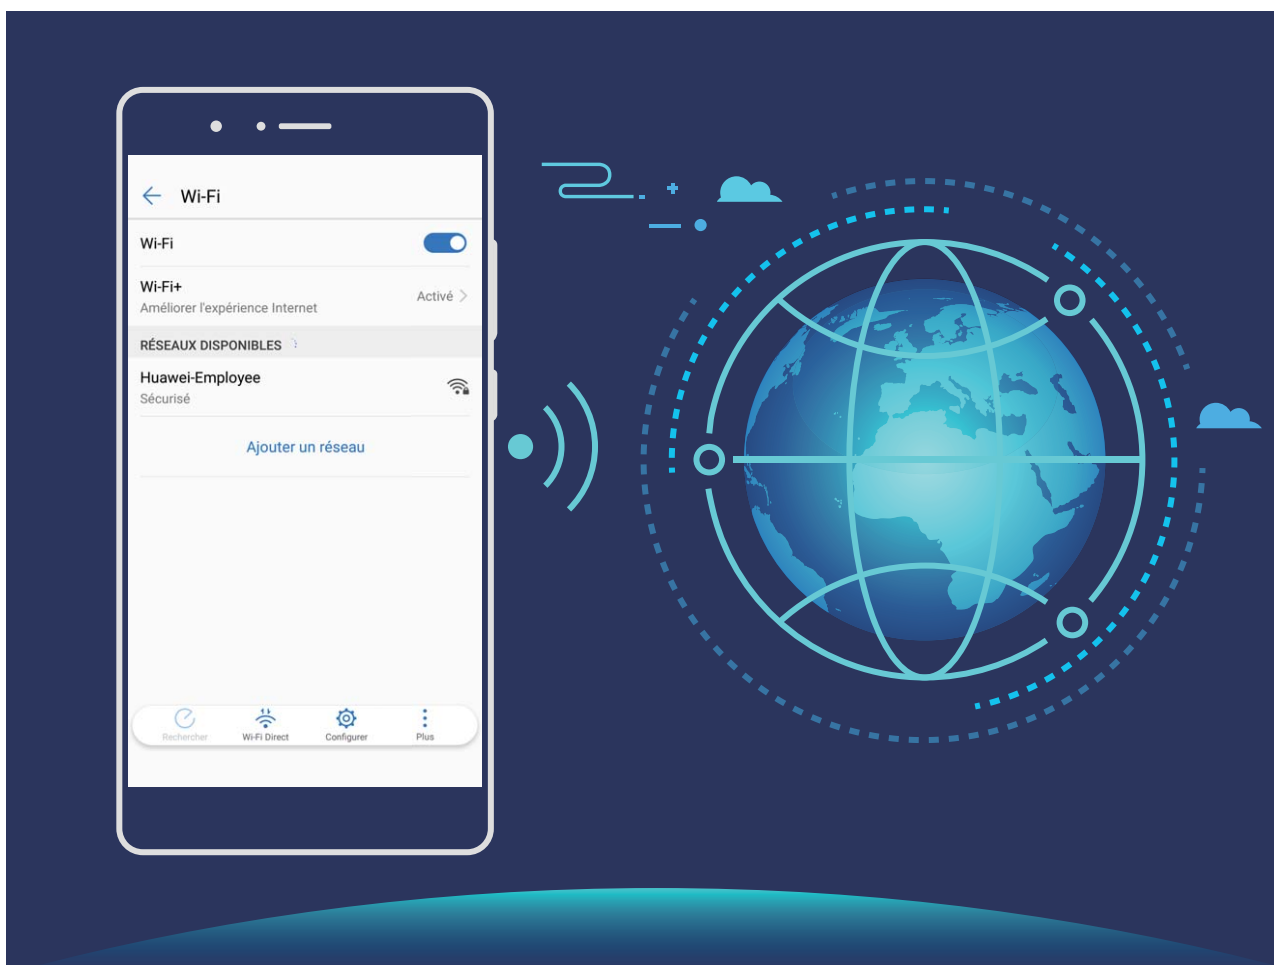 Wi-Fi
Wi-Fi
Wi-Fi+
Améliorer l'expérience Internet
Activé
RÉSEAUX DISPONIBLES
Huawei-Employee
Sécurisé
Ajouter un réseau
Rechercher
Wi-Fi Direct
Configurer
Plus